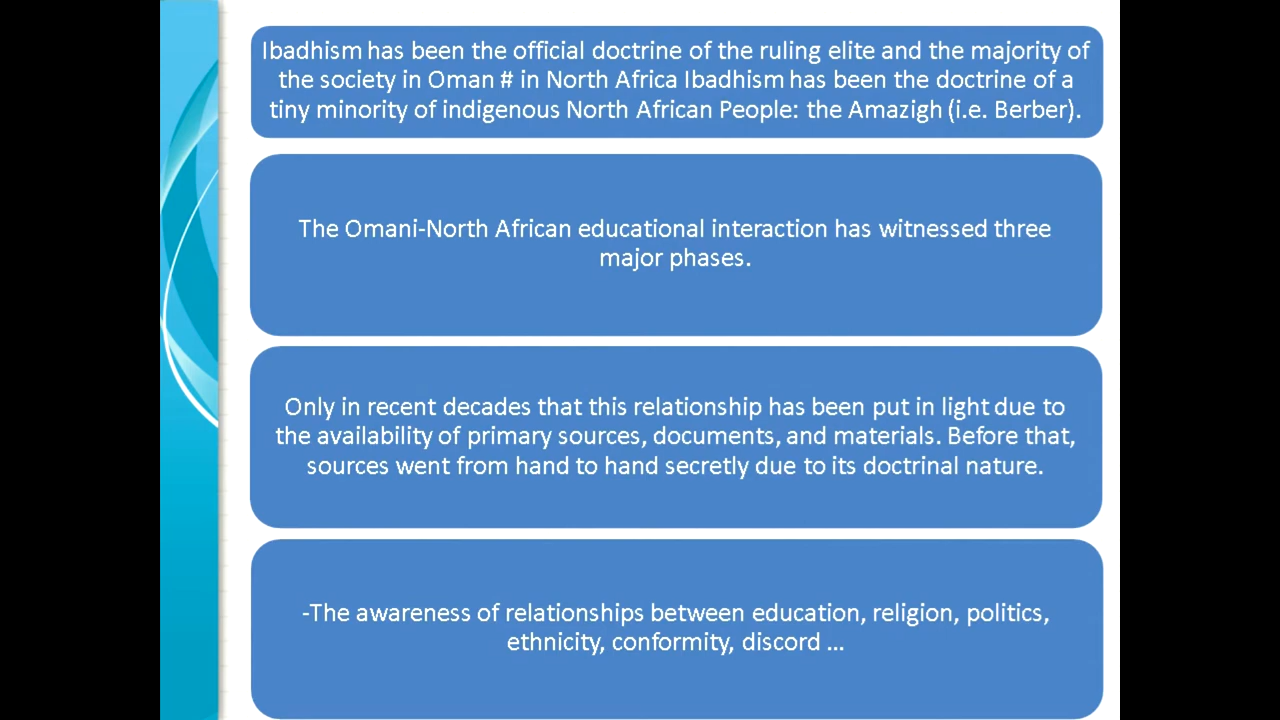 Ibadhism has been the official doctrine of the ruling elite and the majority of
the society in Oman # in North Africa Ibadhism has been the doctrine of a
tiny minority of indigenous North African People: the Amazigh (i.e. Berber).
The Omani-North African educational interaction has witnessed three
major phases.
Only in recent decades that this relationship has been put in light due to
the availability of primary sources, documents, and materials. Before that,
sources went from hand to hand secretly due to its doctrinal nature.
-The awareness of relationships between education, religion, politics,
ethnicity, conformity, discord ...